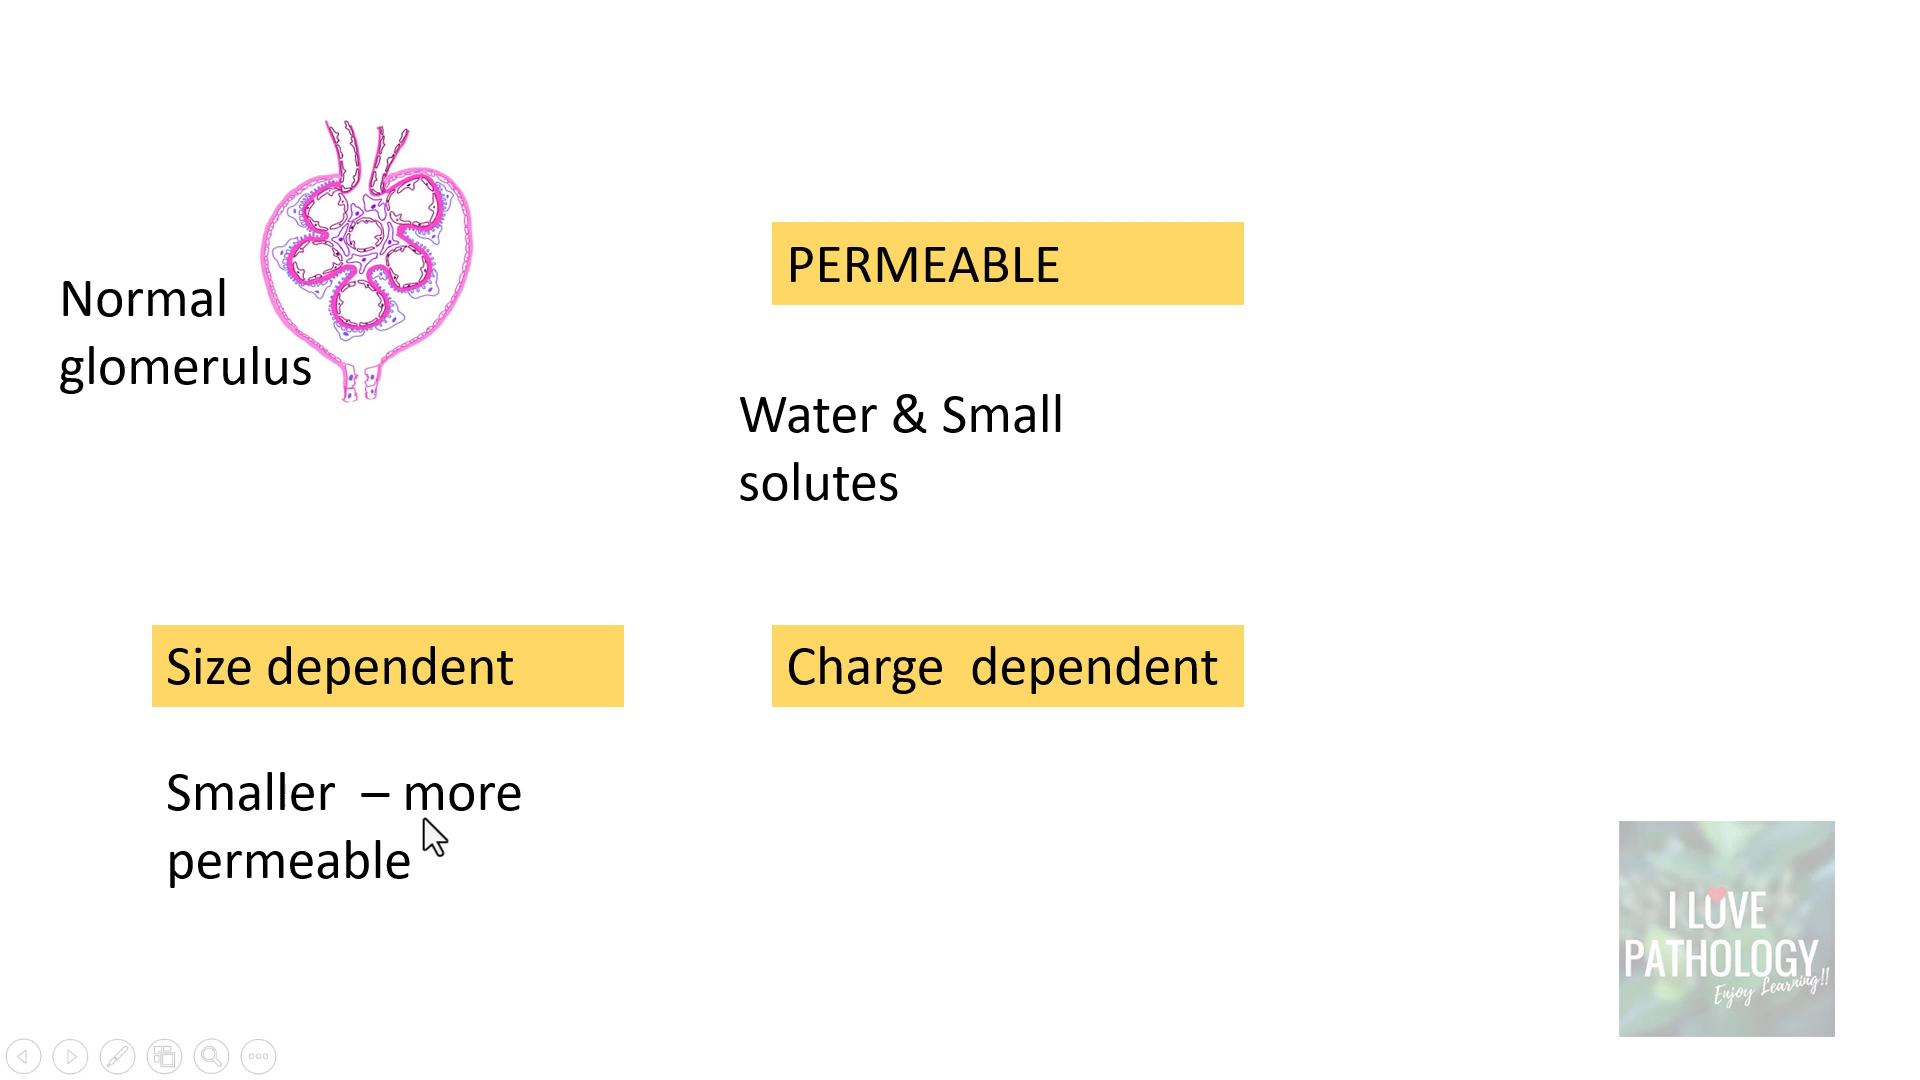 Normal
glomerulus
PERMEABLE
Water & Small
solutes
Size dependent
Charge  dependent
Smaller  – more
permeable
I LOVE
PATHOLOGY
Enjoy Learning!!